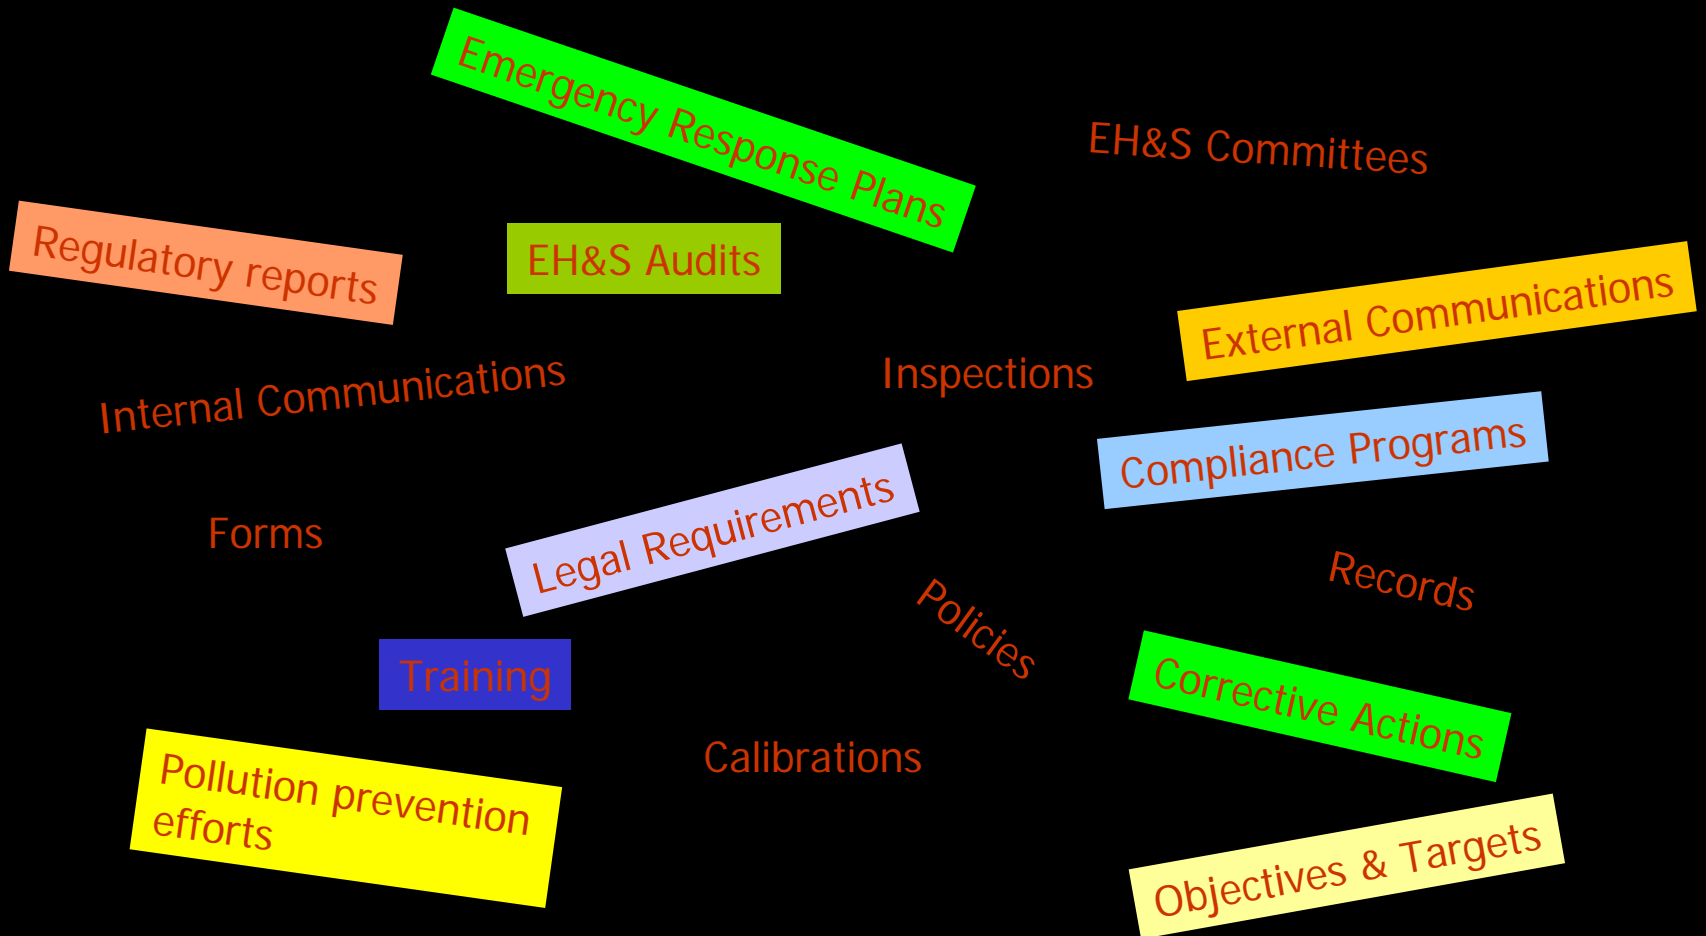 Emergency Response Plans
EH&S Committees
Regulatory reports
EH&S Audits
External Communications
Internal Communications
Inspections
Compliance Programs
Forms
Legal Requirements
Records
Policies
Training
Corrective Actions
Calibrations
Pollution prevention
efforts
Objectives & Targets